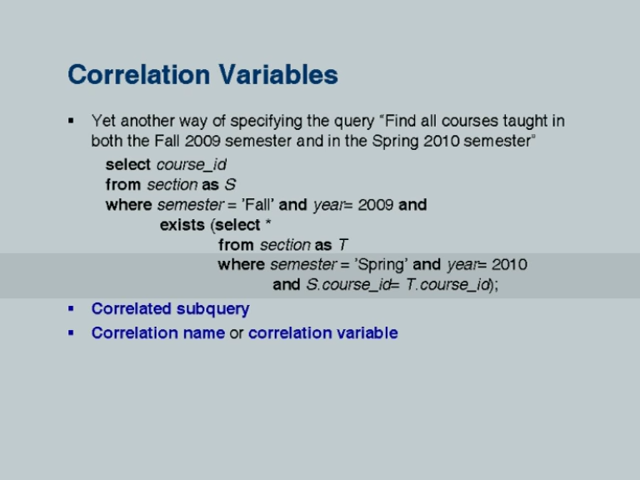 Correlation Variables
▪ Yet another way of specifying the query “Find all courses taught in
both the Fall 2009 semester and in the Spring 2010 semester”
select course_id
from section as S
where semester = ’Fall’ and year= 2009 and
exists (select *
from section as T
where semester = ’Spring’ and year= 2010
and S.course_id= T.course_id);
▪ Correlated subquery
▪ Correlation name or correlation variable